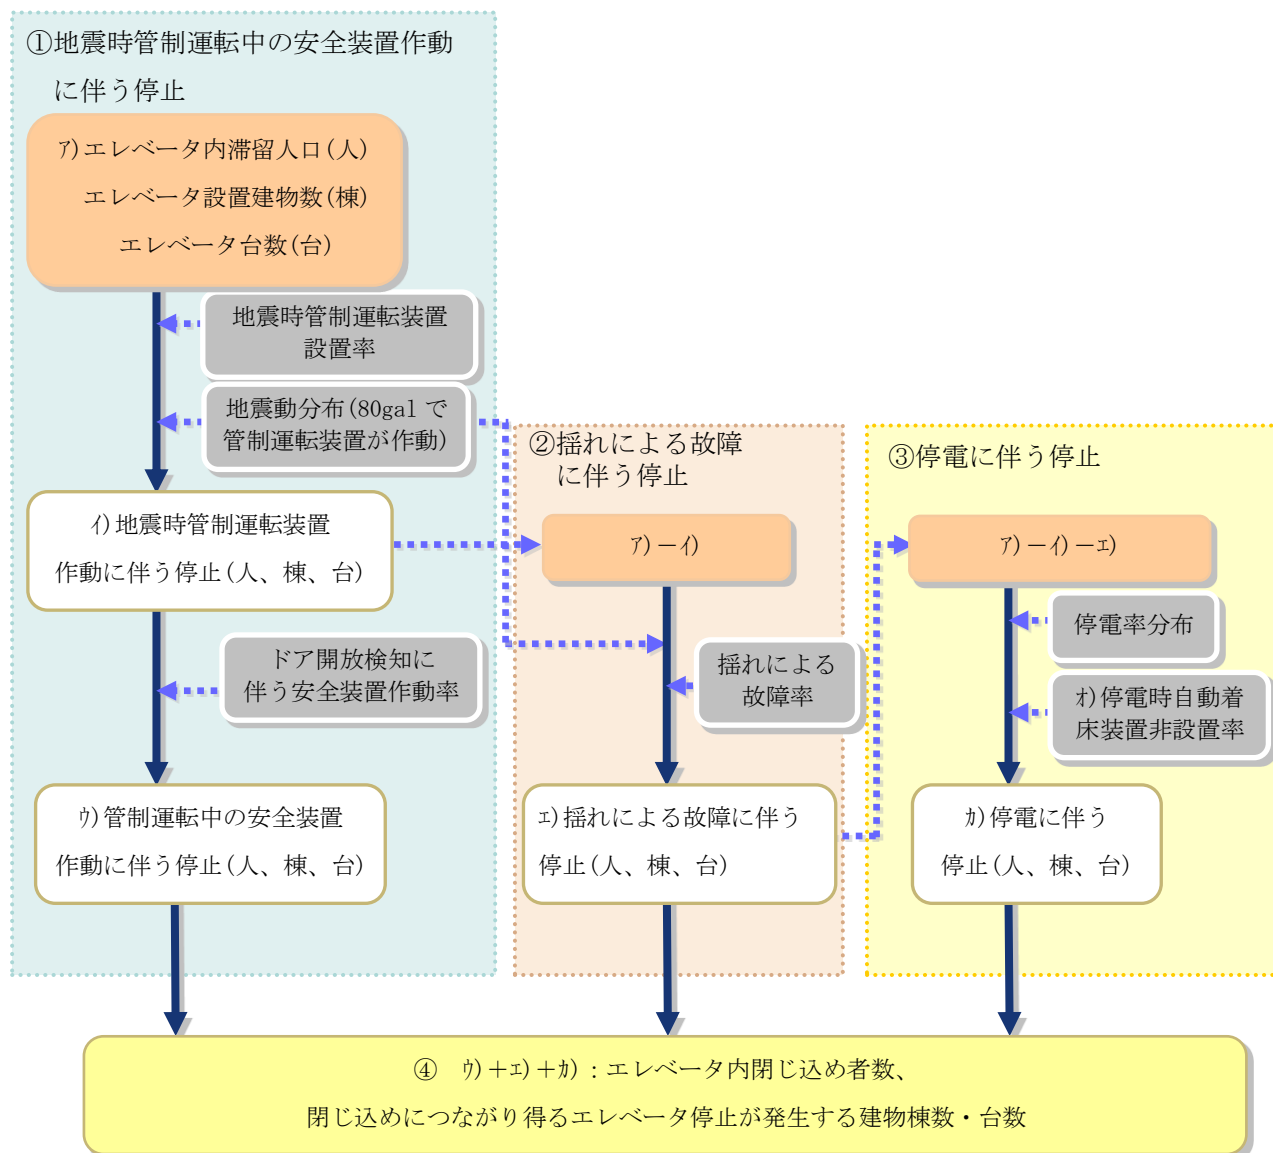 ①地震時管制運転中の安全装置作動
に伴う停止
ｱ)エレベータ内滞留人口(人)
エレベータ設置建物数(棟)
エレベータ台数(台)
地震時管制運転装置
設置率
地震動分布(80gal で
管制運転装置が作動)
ｲ)地震時管制運転装置
作動に伴う停止(人、棟、台)
ドア開放検知に
伴う安全装置作動率
ｳ)管制運転中の安全装置
作動に伴う停止(人、棟、台)
②揺れによる故障
に伴う停止
ｱ)－ｲ)
揺れによる
故障率
ｴ)揺れによる故障に伴う
停止(人、棟、台)
③停電に伴う停止
ｱ)－ｲ)－ｴ)
停電率分布
ｵ)停電時自動着
床装置非設置率
ｶ)停電に伴う
停止(人、棟、台)
④　ｳ)＋ｴ)＋ｶ)：エレベータ内閉じ込め者数、
閉じ込めにつながり得るエレベータ停止が発生する建物棟数・台数